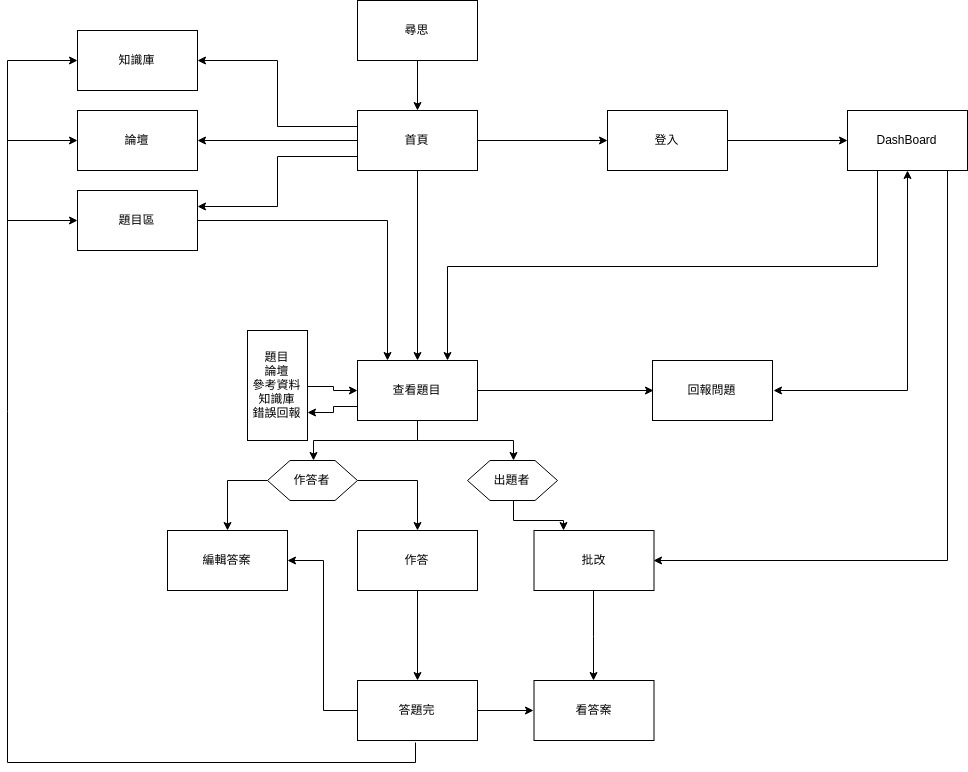 尋思
知識庫
論壇
首頁
登入
DashBoard
題目區
題目
論壇
參考資料
知識庫
錯誤回報
查看題目
回報問題
作答者
出題者
編輯答案
作答
批改
答題完
看答案